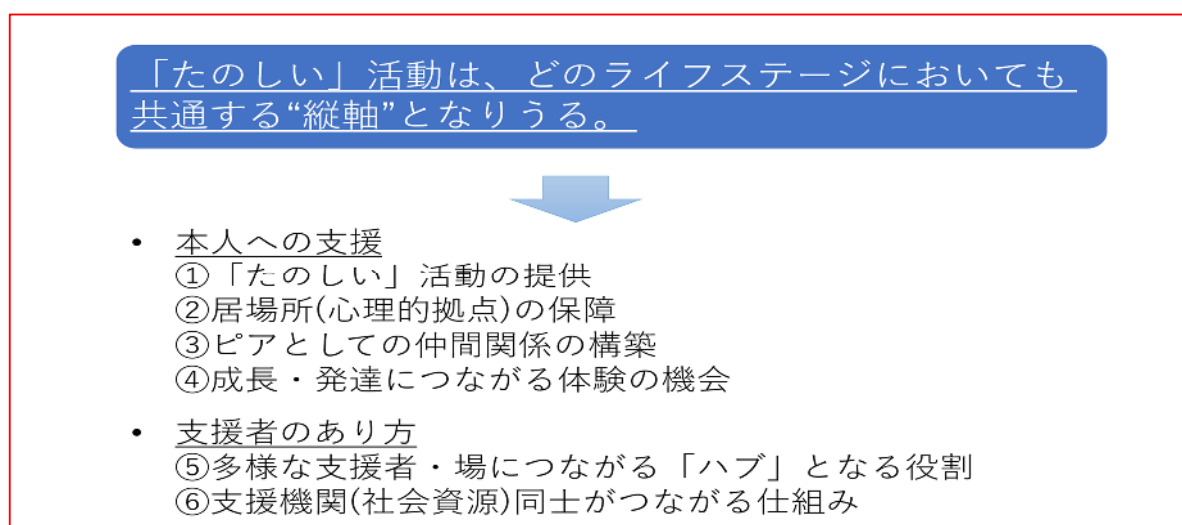 「たのしい」活動は、どのライフステージにおいても
共通する“縦軸”となりうる。
• 本人への支援
①「たのしい」活動の提供
②居場所(心理的拠点)の保障
③ピアとしての仲間関係の構築
④成長・発達につながる体験の機会
• 支援者のあり方
⑤多様な支援者・場につながる「ハブ」となる役割
⑥支援機関(社会資源)同士がつながる仕組み